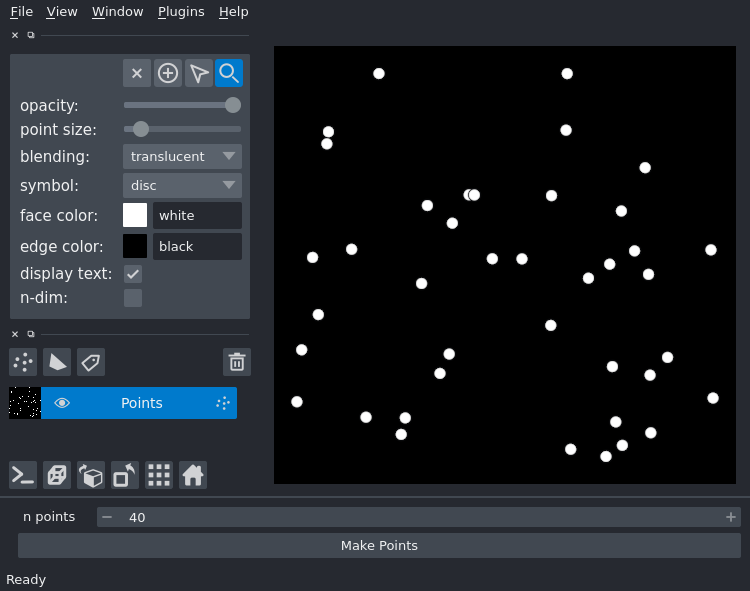 File View Window Plugins Help
opacity:
point size:
blending: translucent
symbol: disc
face color: white
edge color: black
display text:
n-dim:
Points
n points 40
Make Points
Ready